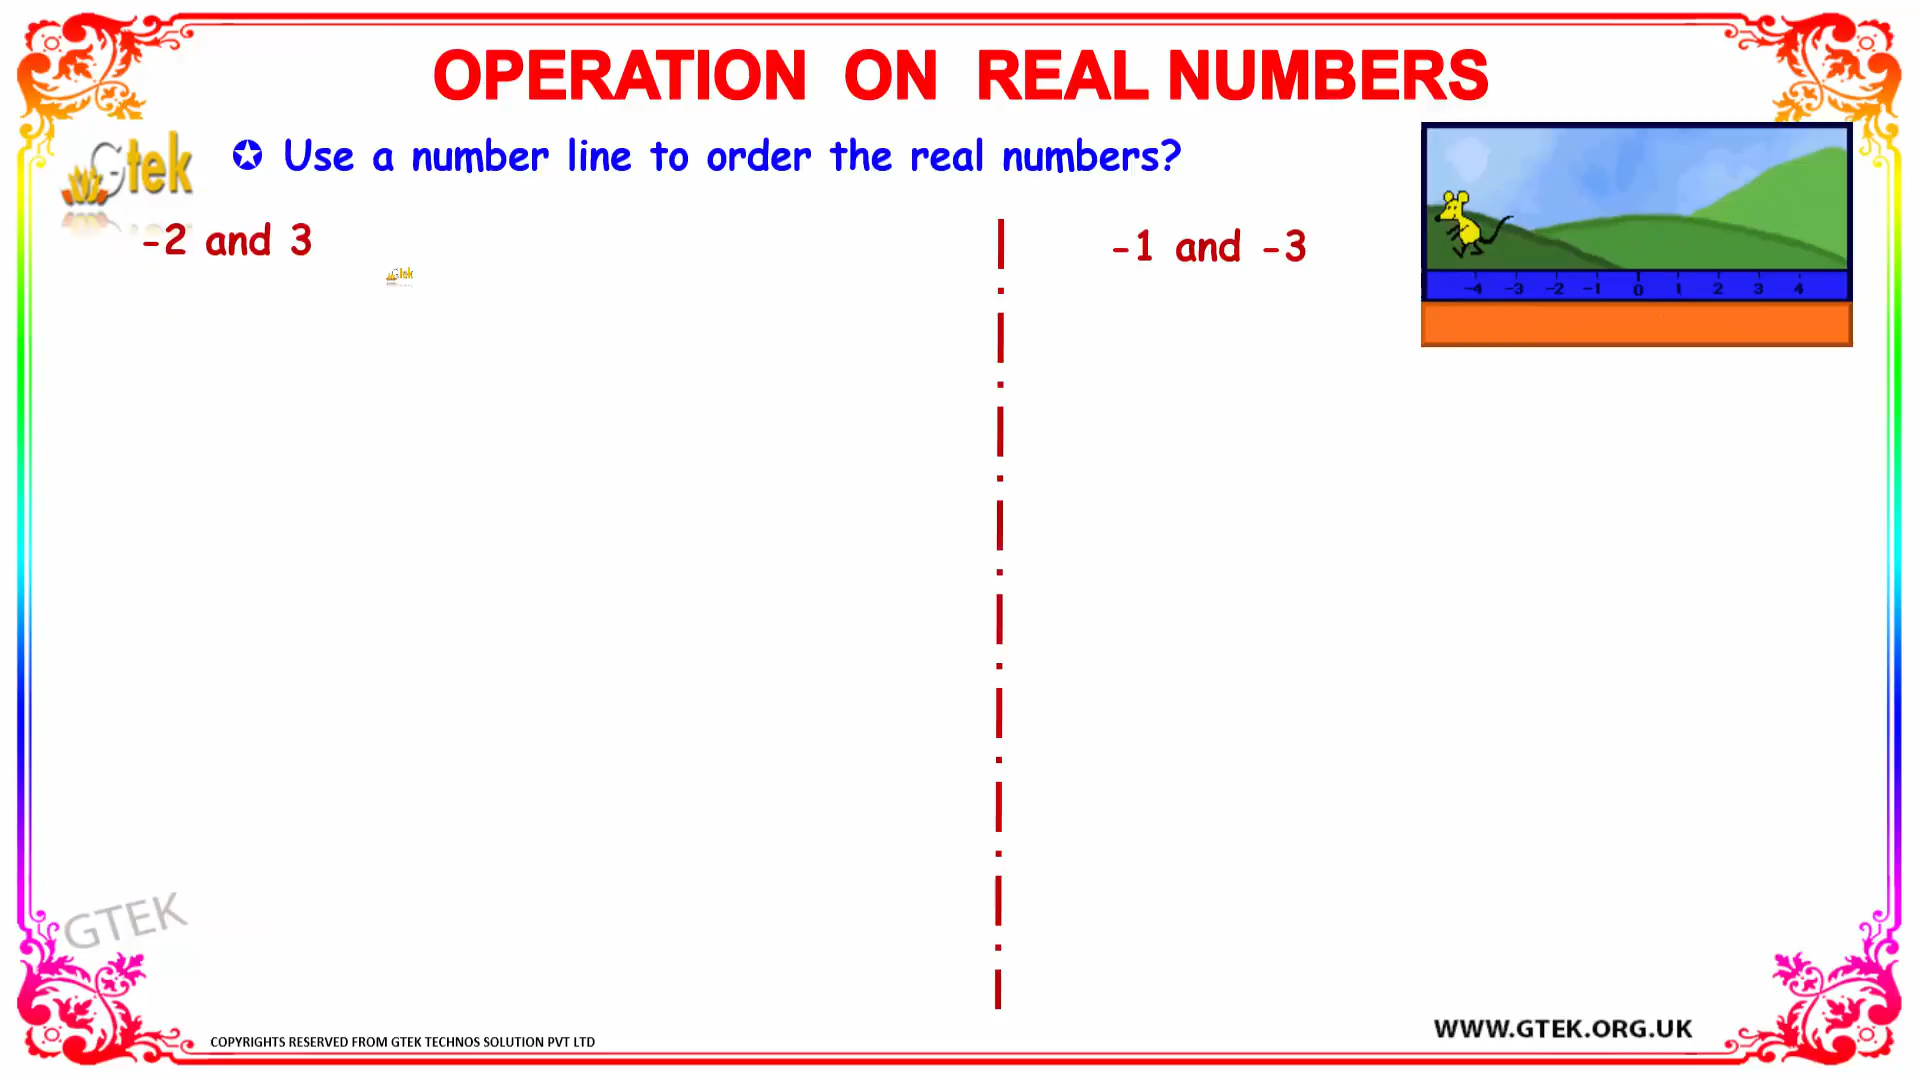 OPERATION ON REAL NUMBERS
Gtek
✪ Use a number line to order the real numbers?
-2 and 3
-1 and -3
Gtek
-4 -3 -2 -1 0 1 2 3 4
GTEK
WWW.GTEK.ORG.UK
COPYRIGHTS RESERVED FROM GTEK TECHNOS SOLUTION PVT LTD